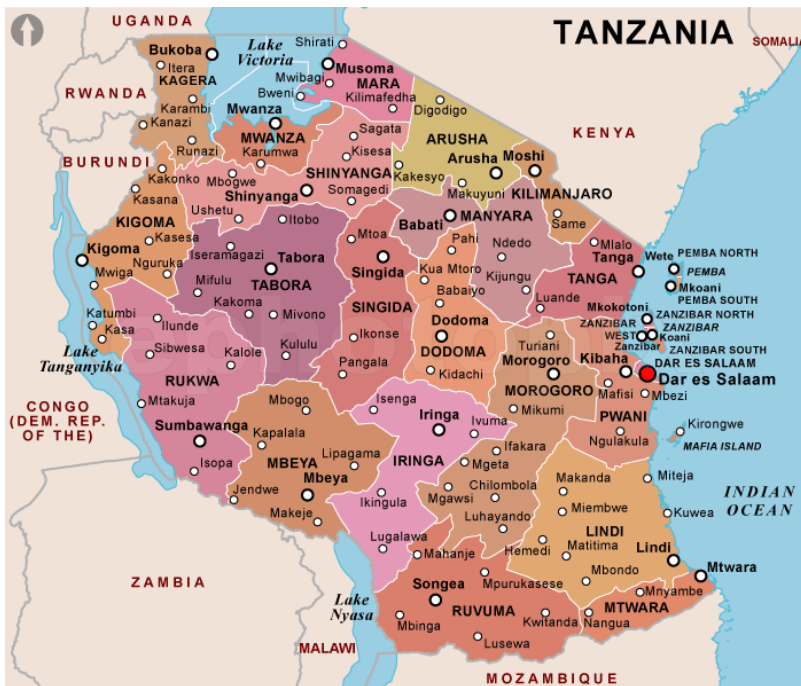 UGANDA
TANZANIA
SOMALIA
Bukoba
Lake
Victoria
Shirati
Itera
KAGERA
Musoma
Mwibagi
MARA
Bweni
Kilimafedha
RWANDA
Karambi
Kanazi
Mwanza
MWANZA
Digodigo
KENYA
Runazi
Karumwa
Sagata
Kisesa
ARUSHA
Arusha
Moshi
BURUNDI
Kakonko
Mbogwe
SHINYANGA
Shinyanga
Somagedi
Kakesyo
Makuyuni
KILIMANJARO
Kasana
KIGOMA
Ushetu
Itobo
Babati
MANYARA
Same
Kasesa
Kigoma
Iseramagazi
Mtoa
Pahi
Ndedo
Mlalo
Tanga
Wete
PEMBA NORTH
PEMBA
Mwiga
Nguruka
Tabora
TABORA
Singida
Kua Mtoro
Kijungu
TANGA
Mkoani
PEMBA SOUTH
Mifulu
Babaiyo
Luande
Katumbi
Kasa
Kakoma
Mivono
SINGIDA
Mkokotoni
ZANZIBAR NORTH
Ilunde
Dodoma
DODOMA
ZANZIBAR
WEST
ZANZIBAR
Koani
Zanzibar
ZANZIBAR SOUTH
Lake
Tanganyika
Sibwesa
Kalole
Kululu
Ikonse
Turiani
Morogoro
MOROGORO
Kibaha
DAR ES SALAAM
Dar es Salaam
RUKWA
Pangala
Kidachi
Mafisi
Mbezi
CONGO
(DEM. REP.
OF THE)
Mtakuja
Mbogo
Isenga
Iringa
Mikumi
PWANI
Kirongwe
MAFIA ISLAND
Sumbawanga
Kapalala
Ivuma
Ngulakula
Isopa
MBEYA
Lipagama
IRINGA
Ifakara
Mgeta
Miteja
Mbeya
Jendwe
Makeje
Ikingula
Mgawsi
Chilombola
Makanda
INDIAN
OCEAN
Luhayando
Miembwe
Kuwea
LINDI
Lugalawa
Mahanje
Hemedi
Matitima
Lindi
Mtwara
ZAMBIA
Lake
Nyasa
Songea
Mpurukasese
Mbondo
Mnyambe
MTWARA
RUVUMA
Mbinga
Kwitanda
Nangua
Lusewa
MALAWI
MOZAMBIQUE